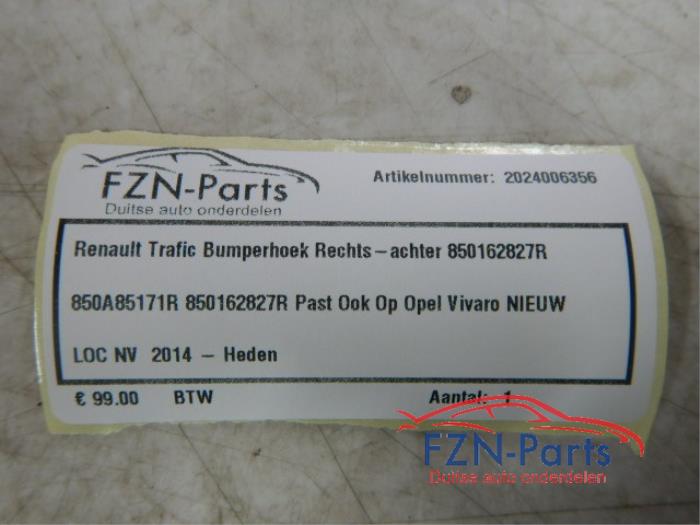 FZN-Parts
Duitse auto onderdelen
Artikelnummer: 2024006356
Renault Trafic Bumperhoek Rechts-achter 850162827R
850A85171R 850162827R Past Ook Op Opel Vivaro NIEUW
LOC NV 2014 - Heden
€ 99.00 BTW Aantal: 1
FZN-Parts
Duitse auto onderdelen